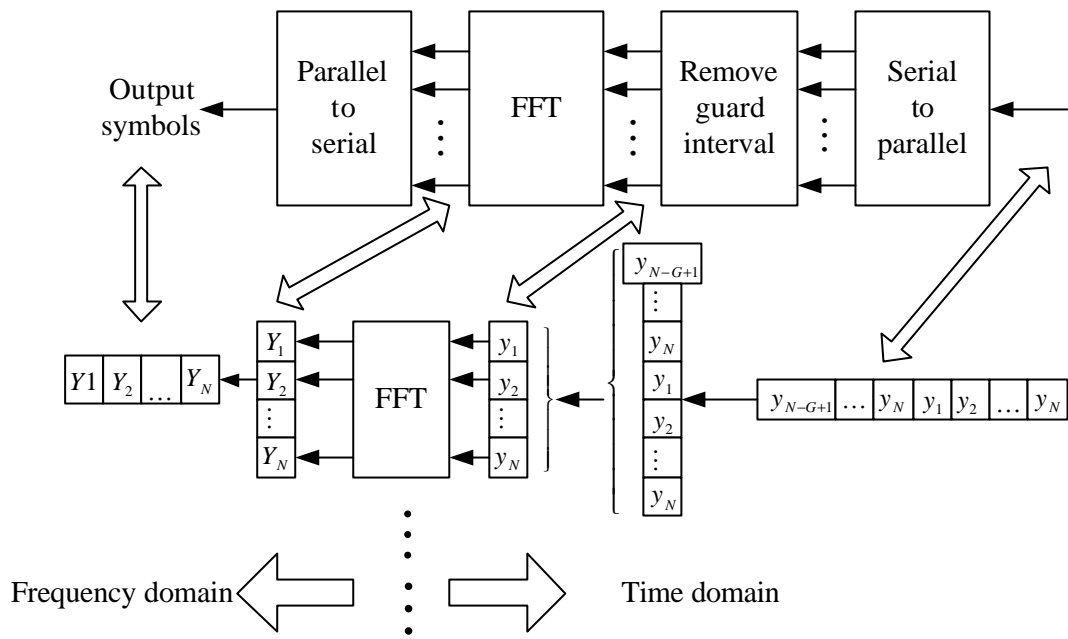 Output
symbols
Parallel
to
serial
FFT
Remove
guard
interval
Serial
to
parallel
y_{N-G+1}
⋮
y_N
y_1
y_2
⋮
y_N
Y1 Y_2 … Y_N
Y_1
Y_2
⋮
Y_N
FFT
y_1
y_2
⋮
y_N
y_{N-G+1} … y_N y_1 y_2 … y_N
Frequency domain
Time domain